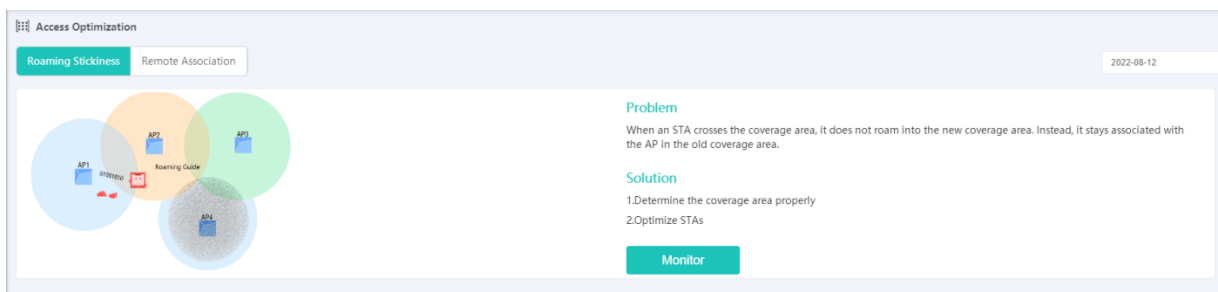 Access Optimization
Roaming Stickiness
Remote Association
2022-08-12
AP1
01001010
AP2
Roaming Guide
AP3
AP4
Problem
When an STA crosses the coverage area, it does not roam into the new coverage area. Instead, it stays associated with
the AP in the old coverage area.
Solution
1.Determine the coverage area properly
2.Optimize STAs
Monitor